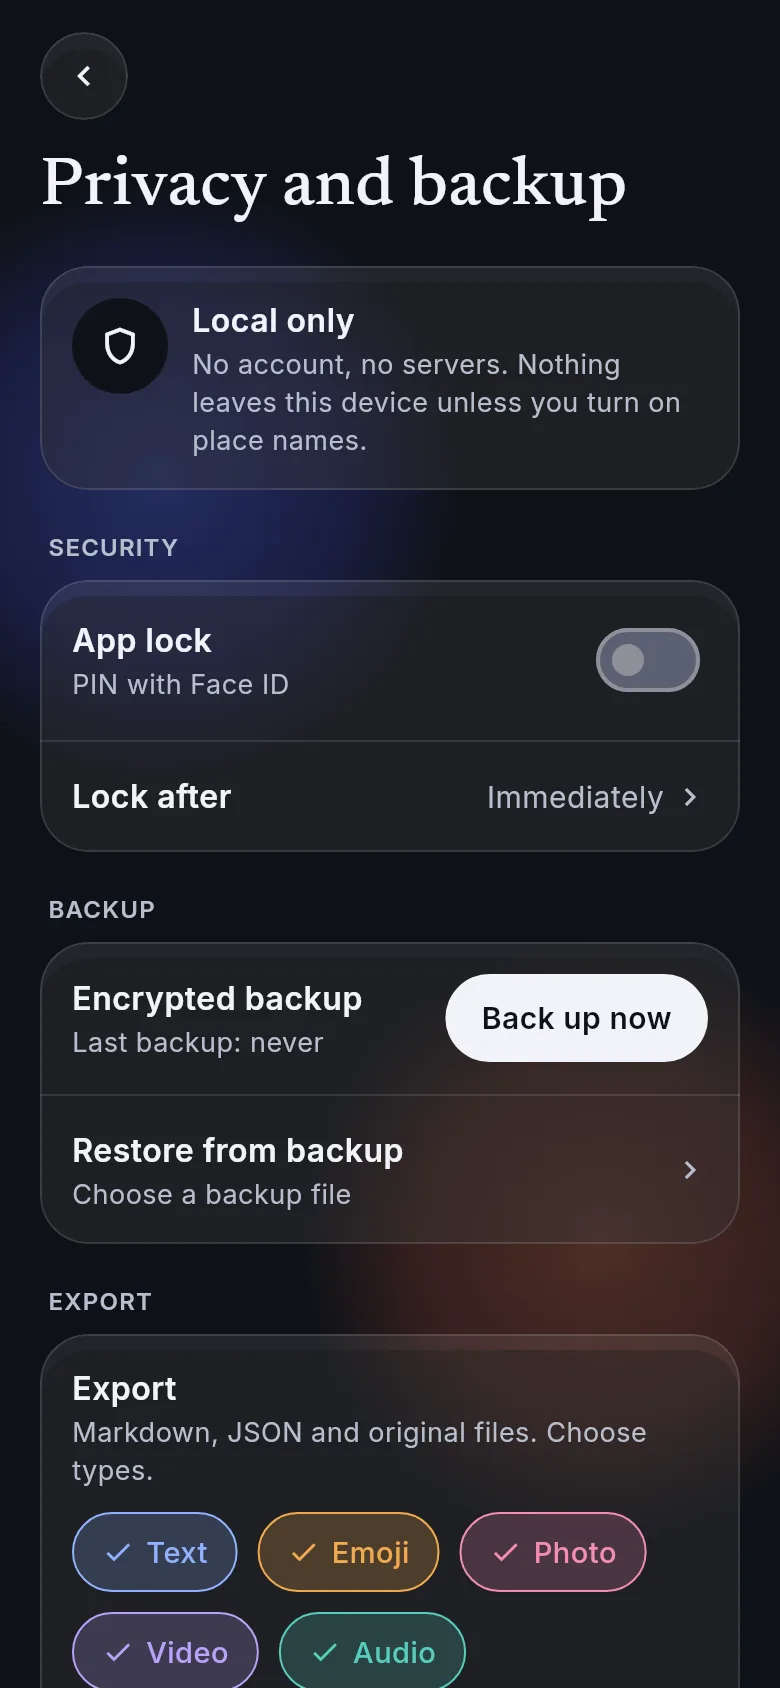 Privacy and backup
Local only
No account, no servers. Nothing
leaves this device unless you turn on
place names.
SECURITY
App lock
PIN with Face ID
Lock after
Immediately
BACKUP
Encrypted backup
Last backup: never
Back up now
Restore from backup
Choose a backup file
EXPORT
Export
Markdown, JSON and original files. Choose
types.
Text
Emoji
Photo
Video
Audio